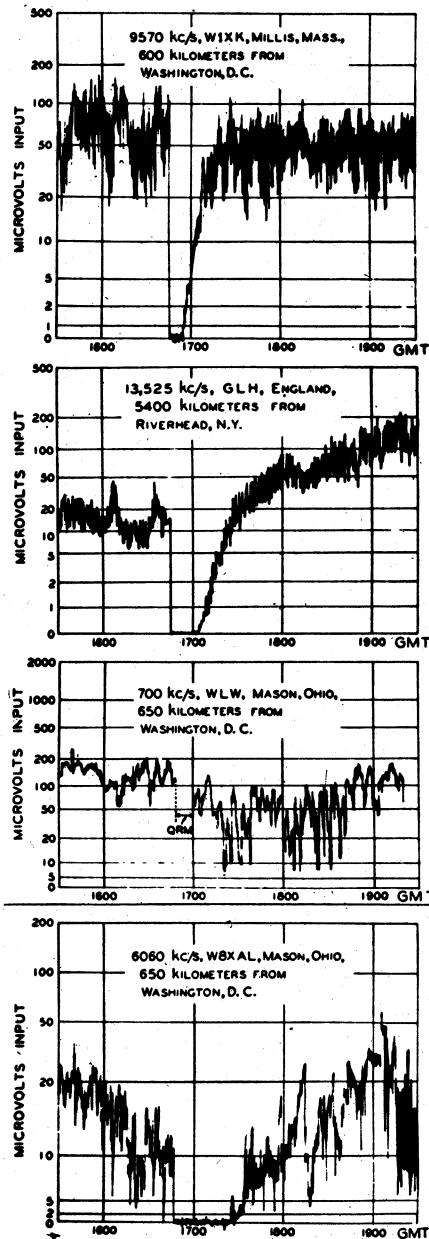 500
9570 KC/S, W1XK, MILLIS, MASS.,
600 KILOMETERS FROM
WASHINGTON, D.C.
200
100
50
20
10
5
2
1
0
MICROVOLTS INPUT
1600 1700 1800 1900 GMT
500
13,525 KC/S, GLH, ENGLAND,
5400 KILOMETERS FROM
RIVERHEAD, N.Y.
200
100
50
20
10
5
2
1
0
MICROVOLTS INPUT
1600 1700 1800 1900 GMT
2000
700 KC/S, WLW, MASON, OHIO,
650 KILOMETERS FROM
WASHINGTON, D.C.
1000
500
200
100
50
20
10
5
0
MICROVOLTS INPUT
QRM
1600 1700 1800 1900 GMT
200
6060 KC/S, W8XAL, MASON, OHIO,
650 KILOMETERS FROM
WASHINGTON, D.C.
100
50
20
10
5
2
0
MICROVOLTS INPUT
1600 1700 1800 1900 GMT